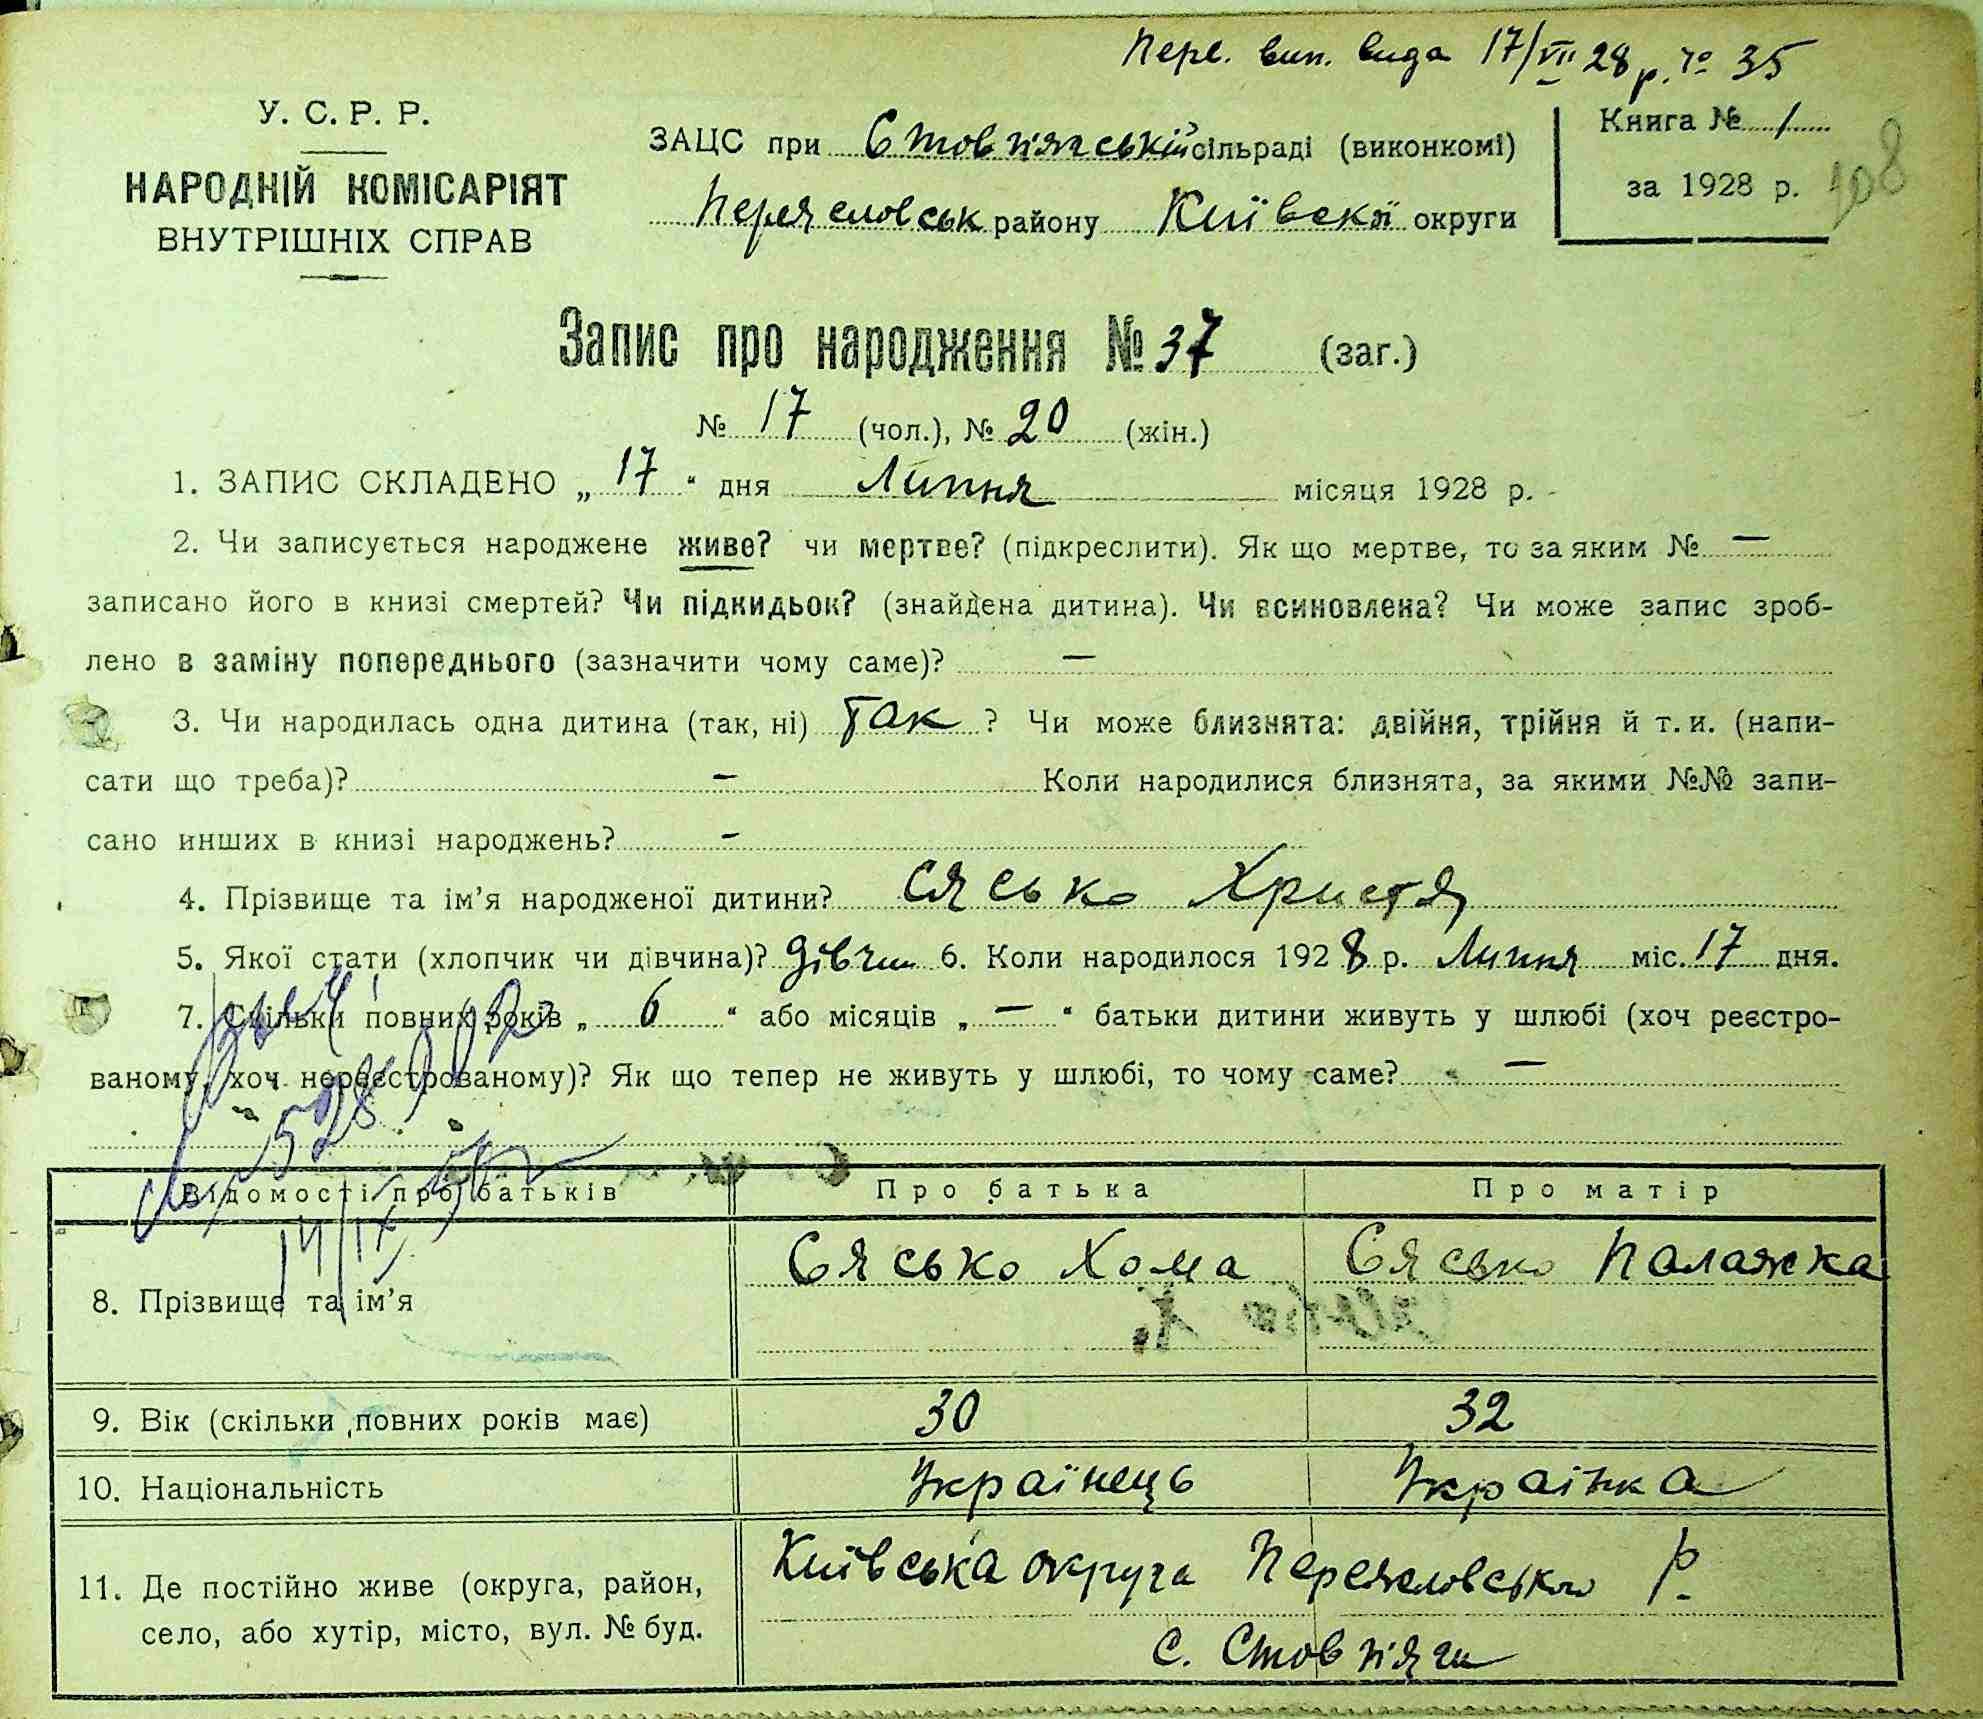 Пере. вип. вида 17/VII 28 р. № 35
У. С. Р. Р.
НАРОДНІЙ КОМІСАРІЯТ
ВНУТРІШНІХ СПРАВ
ЗАЦС при Стовп'язькій сільраді (виконкомі)
Переясловськ району Київської округи
Книга № 1
за 1928 р.
108
Запис про народження № 37 (заг.)
№ 17 (чол.), № 20 (жін.)
1. ЗАПИС СКЛАДЕНО „ 17 “ дня Липня місяця 1928 р.
2. Чи записується народжене живе? чи мертве? (підкреслити). Як що мертве, то за яким № —
записано його в книзі смертей? Чи підкидьок? (знайдена дитина). Чи всиновлена? Чи може запис зроб-
лено в заміну попереднього (зазначити чому саме)? —
3. Чи народилась одна дитина (так, ні) Так ? Чи може близнята: двійня, трійня й т. и. (напи-
сати що треба)? — Коли народилися близнята, за якими №№ запи-
сано инших в книзі народжень? -
4. Прізвище та ім’я народженої дитини? Сясько Христя
5. Якої стати (хлопчик чи дівчина)? Дівчин 6. Коли народилося 1928 р. Липня міс. 17 дня.
7. Скільки повних років „ 6 “ або місяців „ — “ батьки дитини живуть у шлюбі (хоч реєстро-
ваному, хоч нереєстрованому)? Як що тепер не живуть у шлюбі, то чому саме? —
528
14/IX
Відомості про батьків Про батька Про матір
8. Прізвище та ім’я Сясько Хома Сясько Палажка
9. Вік (скільки повних років має) 30 32
10. Національність Українець Українка
11. Де постійно живе (округа, район, Київська округа Переясловського р.
село, або хутір, місто, вул. № буд. с. Стовп'яги